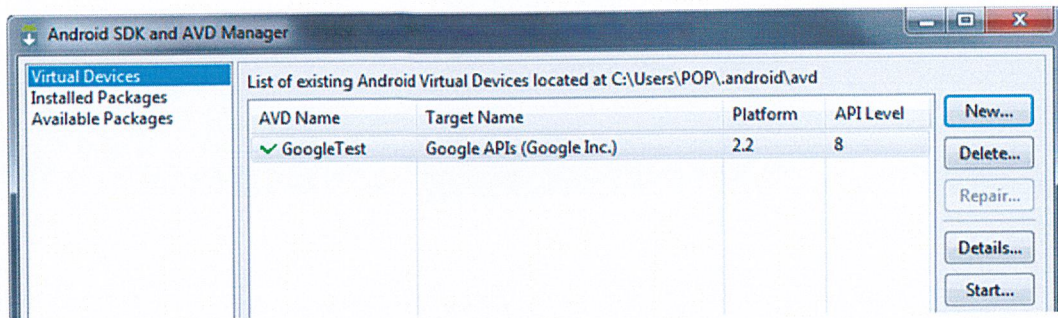 Android SDK and AVD Manager
Virtual Devices
Installed Packages
Available Packages
List of existing Android Virtual Devices located at C:\Users\POP\.android\avd
AVD Name Target Name Platform API Level
GoogleTest Google APIs (Google Inc.) 2.2 8
New...
Delete...
Repair...
Details...
Start...